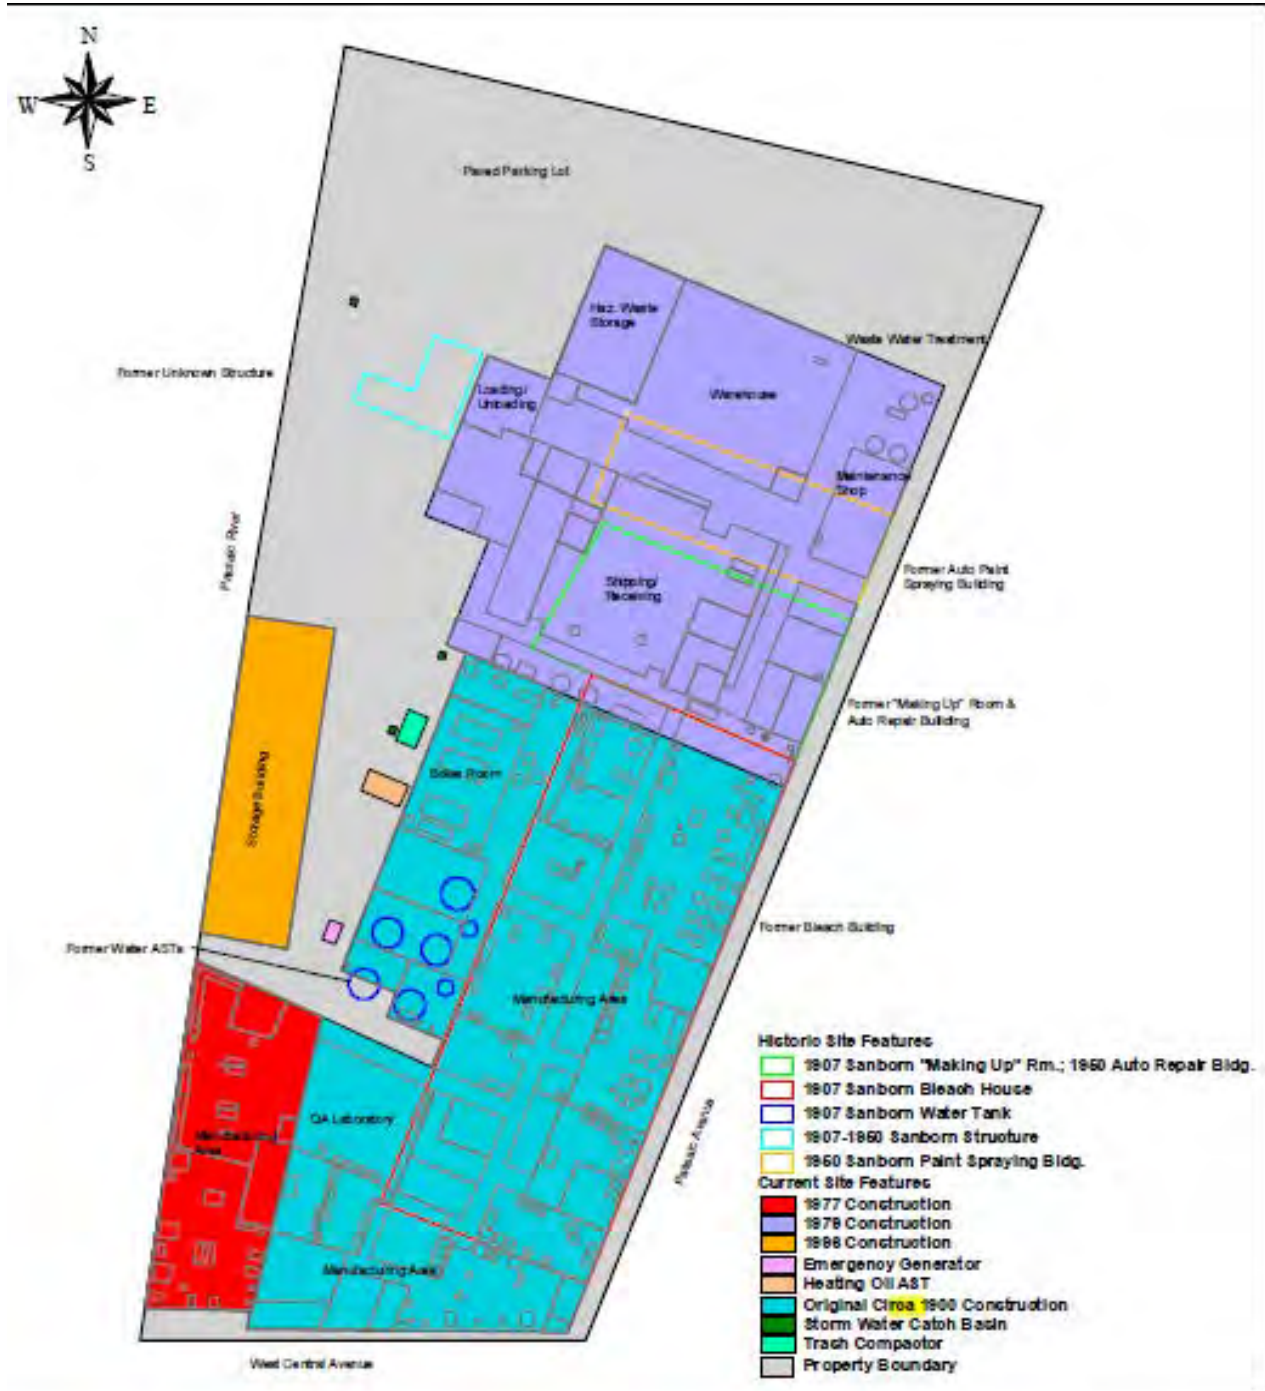 N
W E
S
Paved Parking Lot
Haz. Waste
Storage
Waste Water Treatment
Former Unknown Structure
Loading/
Unloading
Warehouse
Maintenance
Shop
Passaic River
Former Auto Paint
Spraying Building
Shipping/
Receiving
Former "Making Up" Room &
Auto Repair Building
Boiler Room
Storage Building
Former Bleach Building
Former Water ASTs
Manufacturing Area
QA Laboratory
Manufacturing
Area
Passaic Avenue
Manufacturing Area
West Central Avenue
Historic Site Features
1907 Sanborn "Making Up" Rm.; 1950 Auto Repair Bldg.
1907 Sanborn Bleach House
1907 Sanborn Water Tank
1907-1950 Sanborn Structure
1950 Sanborn Paint Spraying Bldg.
Current Site Features
1977 Construction
1979 Construction
Construction
Emergency Generator
Heating Oil AST
Original Circa 1900 Construction
Storm Water Catch Basin
Trash Compactor
Property Boundary